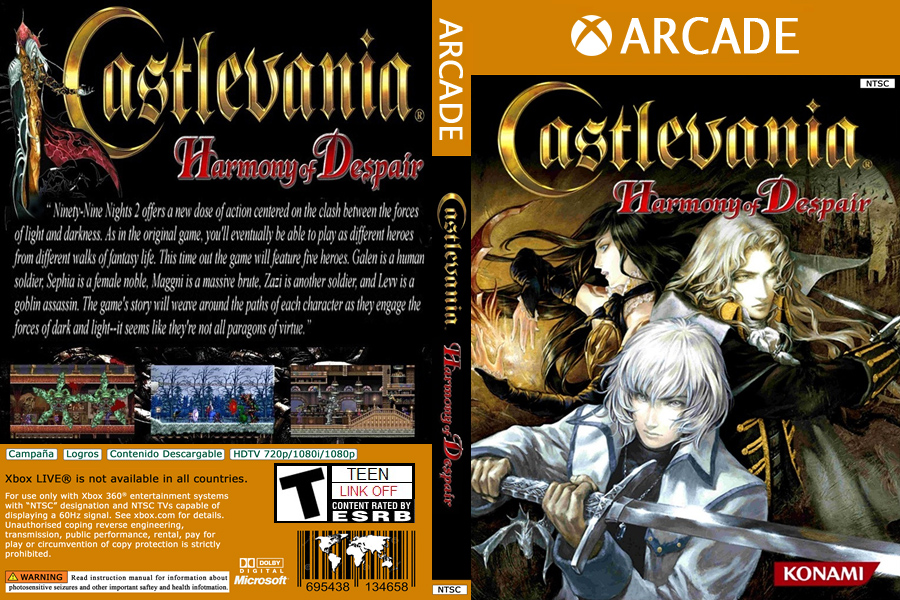 Castlevania®
Harmony of Despair
“ Ninety-Nine Nights 2 offers a new dose of action centered on the clash between the forces
of light and darkness. As in the original game, you'll eventually be able to play as different heroes
from different walks of fantasy life. This time out the game will feature five heroes. Galen is a human
soldier, Sephia is a female noble, Maggni is a massive brute, Zazi is another soldier, and Levv is a
goblin assassin. The game's story will weave around the paths of each character as they engage the
forces of dark and light--it seems like they're not all paragons of virtue. ”
Campaña Logros Contenido Descargable HDTV 720p/1080i/1080p
Xbox LIVE® is not available in all countries.
For use only with Xbox 360® entertainment systems
with “NTSC” designation and NTSC TVs capable of
displaying a 60Hz signal. See xbox.com for details.
Unauthorised coping reverse engineering,
transmission, public performance, rental, pay for
play or circumvention of copy protection is strictly
prohibited.
WARNING Read instruction manual for information about
photosensitive seizures and other important saftey and health infotmation.
DOLBY
DIGITAL
Microsoft®
T
TEEN
LINK OFF
CONTENT RATED BY
ESRB
695438 134658
ARCADE
Castlevania
Harmony of Despair
NTSC
ARCADE
NTSC
Castlevania®
Harmony of Despair
KONAMI